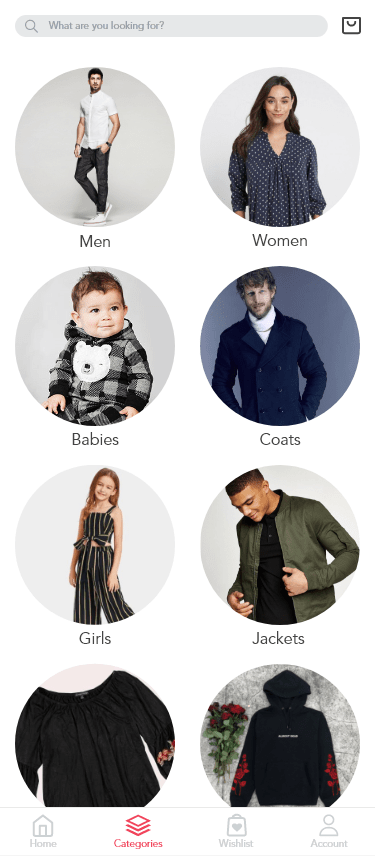 What are you looking for?
Men
Women
Babies
Coats
Girls
Jackets
Home
Categories
Wishlist
Account